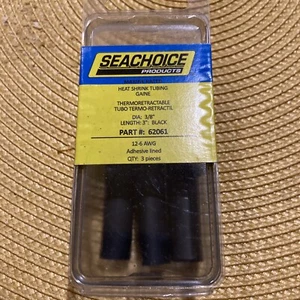 SEACHOICE
PRODUCTS
HEAT SHRINK TUBING
GAINE
THERMORETRACTABLE
TUBO TERMO-RETRACTS.
DIA: 3/8"
LENGTH: 3": BLACK
PART #: 62061
12-6 AWG
Adhesive lined
QTY: 3 pieces